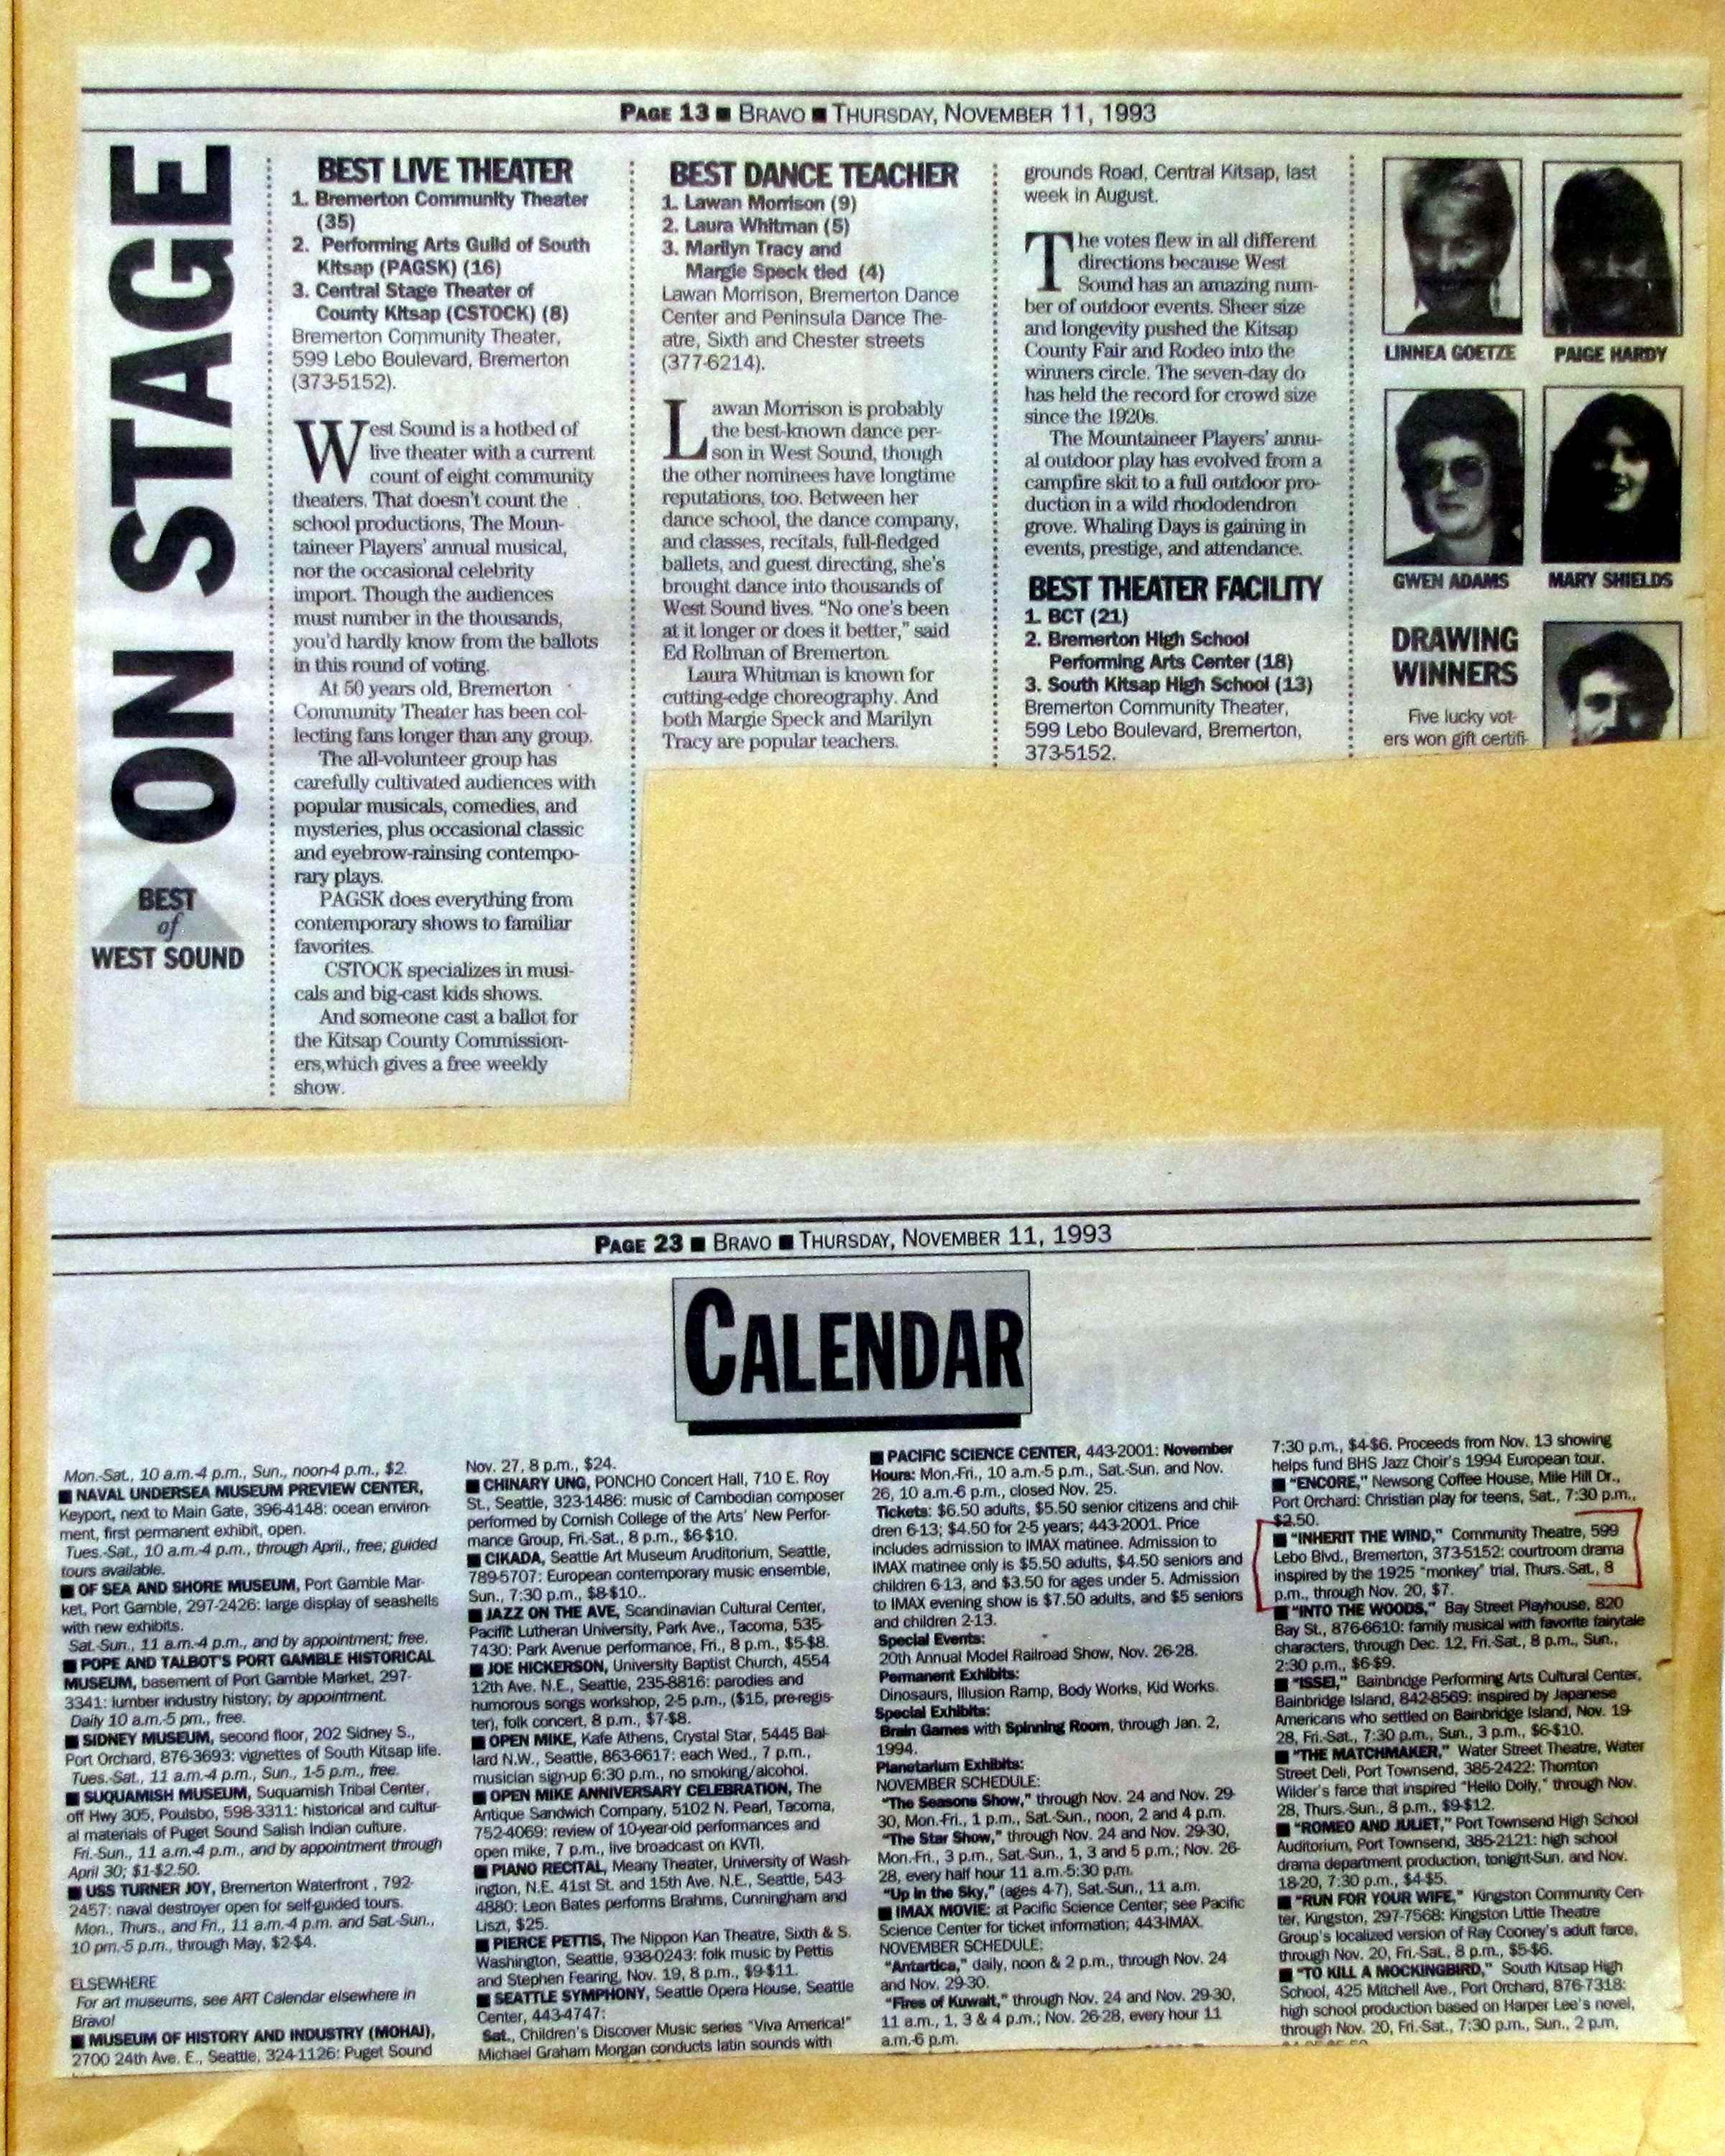 PAGE 13 ■ BRAVO ■ THURSDAY, NOVEMBER 11, 1993
ON STAGE
BEST
of
WEST SOUND
BEST LIVE THEATER
1. Bremerton Community Theater
(35)
2. Performing Arts Guild of South
Kitsap (PAGSK) (16)
3. Central Stage Theater of
County Kitsap (CSTOCK) (8)
Bremerton Community Theater,
599 Lebo Boulevard, Bremerton
(373-5152).
West Sound is a hotbed of
live theater with a current
count of eight community
theaters. That doesn't count the
school productions, The Moun-
taineer Players' annual musical,
nor the occasional celebrity
import. Though the audiences
must number in the thousands,
you'd hardly know from the ballots
in this round of voting.
At 50 years old, Bremerton
Community Theater has been col-
lecting fans longer than any group.
The all-volunteer group has
carefully cultivated audiences with
popular musicals, comedies, and
mysteries, plus occasional classic
and eyebrow-rainsing contempo-
rary plays.
PAGSK does everything from
contemporary shows to familiar
favorites.
CSTOCK specializes in musi-
cals and big-cast kids shows.
And someone cast a ballot for
the Kitsap County Commission-
ers,which gives a free weekly
show.
BEST DANCE TEACHER
1. Lawan Morrison (9)
2. Laura Whitman (5)
3. Marilyn Tracy and
Margie Speck tied (4)
Lawan Morrison, Bremerton Dance
Center and Peninsula Dance The-
atre, Sixth and Chester streets
(377-6214).
Lawan Morrison is probably
the best-known dance per-
son in West Sound, though
the other nominees have longtime
reputations, too. Between her
dance school, the dance company,
and classes, recitals, full-fledged
ballets, and guest directing, she's
brought dance into thousands of
West Sound lives. "No one's been
at it longer or does it better," said
Ed Rollman of Bremerton.
Laura Whitman is known for
cutting-edge choreography. And
both Margie Speck and Marilyn
Tracy are popular teachers.
grounds Road, Central Kitsap, last
week in August.
The votes flew in all different
directions because West
Sound has an amazing num-
ber of outdoor events. Sheer size
and longevity pushed the Kitsap
County Fair and Rodeo into the
winners circle. The seven-day do
has held the record for crowd size
since the 1920s.
The Mountaineer Players' annu-
al outdoor play has evolved from a
campfire skit to a full outdoor pro-
duction in a wild rhododendron
grove. Whaling Days is gaining in
events, prestige, and attendance.
BEST THEATER FACILITY
1. BCT (21)
2. Bremerton High School
Performing Arts Center (18)
3. South Kitsap High School (13)
Bremerton Community Theater,
599 Lebo Boulevard, Bremerton,
373-5152.
LINNEA GOETZE PAIGE HARDY
GWEN ADAMS MARY SHIELDS
DRAWING
WINNERS
Five lucky vot-
ers won gift certifi-
PAGE 23 ■ BRAVO ■ THURSDAY, NOVEMBER 11, 1993
CALENDAR
Mon.-Sat., 10 a.m.-4 p.m., Sun., noon-4 p.m., $2.
■ NAVAL UNDERSEA MUSEUM PREVIEW CENTER,
Keyport, next to Main Gate, 396-4148: ocean environ-
ment, first permanent exhibit, open.
Tues.-Sat., 10 a.m.-4 p.m., through April., free; guided
tours available.
■ OF SEA AND SHORE MUSEUM, Port Gamble Mar-
ket, Port Gamble, 297-2426: large display of seashells
with new exhibits.
Sat.-Sun., 11 a.m.-4 p.m., and by appointment; free.
■ POPE AND TALBOT'S PORT GAMBLE HISTORICAL
MUSEUM, basement of Port Gamble Market, 297-
3341: lumber industry history; by appointment.
Daily 10 a.m.-5 pm., free.
■ SIDNEY MUSEUM, second floor, 202 Sidney S.,
Port Orchard, 876-3693: vignettes of South Kitsap life.
Tues.-Sat., 11 a.m.-4 p.m., Sun., 1-5 p.m., free.
■ SUQUAMISH MUSEUM, Suquamish Tribal Center,
off Hwy 305, Poulsbo, 598-3311: historical and cultur-
al materials of Puget Sound Salish Indian culture.
Fri.-Sun., 11 a.m.-4 p.m., and by appointment through
April 30; $1-$2.50.
■ USS TURNER JOY, Bremerton Waterfront , 792-
2457: naval destroyer open for self-guided tours.
Mon., Thurs., and Fri., 11 a.m.-4 p.m. and Sat.-Sun.,
10 pm.-5 p.m., through May, $2-$4.
ELSEWHERE
For art museums, see ART Calendar elsewhere in
Bravo!
■ MUSEUM OF HISTORY AND INDUSTRY (MOHAI),
2700 24th Ave. E., Seattle, 324-1126: Puget Sound
Nov. 27, 8 p.m., $24.
■ CHINARY UNG, PONCHO Concert Hall, 710 E. Roy
St., Seattle, 323-1486: music of Cambodian composer
performed by Cornish College of the Arts' New Perfor-
mance Group, Fri.-Sat., 8 p.m., $6-$10.
■ CIKADA, Seattle Art Museum Aruditorium, Seattle,
789-5707: European contemporary music ensemble,
Sun., 7:30 p.m., $8-$10..
■ JAZZ ON THE AVE, Scandinavian Cultural Center,
Pacific Lutheran University, Park Ave., Tacoma, 535-
7430: Park Avenue performance, Fri., 8 p.m., $5-$8.
■ JOE HICKERSON, University Baptist Church, 4554
12th Ave. N.E., Seattle, 235-8816: parodies and
humorous songs workshop, 2-5 p.m., ($15, pre-regis-
ter), folk concert, 8 p.m., $7-$8.
■ OPEN MIKE, Kafe Athens, Crystal Star, 5445 Bal-
lard N.W., Seattle, 863-6617: each Wed., 7 p.m.,
musician sign-up 6:30 p.m., no smoking/alcohol.
■ OPEN MIKE ANNIVERSARY CELEBRATION, The
Antique Sandwich Company, 5102 N. Pearl, Tacoma,
752-4069: review of 10-year-old performances and
open mike, 7 p.m., live broadcast on KVTI.
■ PIANO RECITAL, Meany Theater, University of Wash-
ington, N.E. 41st St. and 15th Ave. N.E., Seattle, 543-
4880: Leon Bates performs Brahms, Cunningham and
Liszt, $25.
■ PIERCE PETTIS, The Nippon Kan Theatre, Sixth & S.
Washington, Seattle, 938-0243: folk music by Pettis
and Stephen Fearing, Nov. 19, 8 p.m., $9-$11.
■ SEATTLE SYMPHONY, Seattle Opera House, Seattle
Center, 443-4747:
Sat., Children's Discover Music series "Viva America!"
Michael Graham Morgan conducts latin sounds with
■ PACIFIC SCIENCE CENTER, 443-2001: November
Hours: Mon.-Fri., 10 a.m.-5 p.m., Sat.-Sun. and Nov.
26, 10 a.m.-6 p.m., closed Nov. 25.
Tickets: $6.50 adults, $5.50 senior citizens and chil-
dren 6-13; $4.50 for 2-5 years; 443-2001. Price
includes admission to IMAX matinee. Admission to
IMAX matinee only is $5.50 adults, $4.50 seniors and
children 6-13, and $3.50 for ages under 5. Admission
to IMAX evening show is $7.50 adults, and $5 seniors
and children 2-13.
Special Events:
20th Annual Model Railroad Show, Nov. 26-28.
Permanent Exhibits:
Dinosaurs, Illusion Ramp, Body Works, Kid Works.
Special Exhibits:
Brain Games with Spinning Room, through Jan. 2,
1994.
Planetarium Exhibits:
NOVEMBER SCHEDULE:
"The Seasons Show," through Nov. 24 and Nov. 29-
30, Mon.-Fri., 1 p.m., Sat.-Sun., noon, 2 and 4 p.m.
"The Star Show," through Nov. 24 and Nov. 29-30,
Mon.-Fri., 3 p.m., Sat.-Sun., 1, 3 and 5 p.m.; Nov. 26-
28, every half hour 11 a.m.-5:30 p.m.
"Up In the Sky," (ages 4-7), Sat.-Sun., 11 a.m.
■ IMAX MOVIE: at Pacific Science Center; see Pacific
Science Center for ticket information; 443-IMAX.
NOVEMBER SCHEDULE:
"Antartica," daily, noon & 2 p.m., through Nov. 24
and Nov. 29-30.
"Fires of Kuwait," through Nov. 24 and Nov. 29-30,
11 a.m., 1, 3 & 4 p.m.; Nov. 26-28, every hour 11
a.m.-6 p.m.
7:30 p.m., $4-$6. Proceeds from Nov. 13 showing
helps fund BHS Jazz Choir's 1994 European tour.
■ "ENCORE," Newsong Coffee House, Mile Hill Dr.,
Port Orchard: Christian play for teens, Sat., 7:30 p.m.,
$2.50.
■ "INHERIT THE WIND," Community Theatre, 599
Lebo Blvd., Bremerton, 373-5152: courtroom drama
inspired by the 1925 "monkey" trial, Thurs. Sat., 8
p.m., through Nov. 20, $7.
■ "INTO THE WOODS," Bay Street Playhouse, 820
Bay St., 876-6610: family musical with favorite fairytale
characters, through Dec. 12, Fri.-Sat., 8 p.m., Sun.,
2:30 p.m., $6-$9.
■ "ISSEI," Bainbridge Performing Arts Cultural Center,
Bainbridge Island, 842-8569: inspired by Japanese
Americans who settled on Bainbridge Island, Nov. 19-
28, Fri.-Sat., 7:30 p.m., Sun., 3 p.m., $6-$10.
■ "THE MATCHMAKER," Water Street Theatre, Water
Street Deli, Port Townsend, 385-2422: Thornton
Wilder's farce that inspired "Hello Dolly," through Nov.
28, Thurs.-Sun., 8 p.m., $9-$12.
■ "ROMEO AND JULIET," Port Townsend High School
Auditorium, Port Townsend, 385-2121: high school
drama department production, tonight-Sun. and Nov.
18-20, 7:30 p.m., $4-$5.
■ "RUN FOR YOUR WIFE," Kingston Community Cen-
ter, Kingston, 297-7568: Kingston Little Theatre
Group's localized version of Ray Cooney's adult farce,
through Nov. 20, Fri.-Sat., 8 p.m., $5-$6.
■ "TO KILL A MOCKINGBIRD," South Kitsap High
School, 425 Mitchell Ave., Port Orchard, 876-7318:
high school production based on Harper Lee's novel,
through Nov. 20, Fri.-Sat., 7:30 p.m., Sun., 2 p.m,